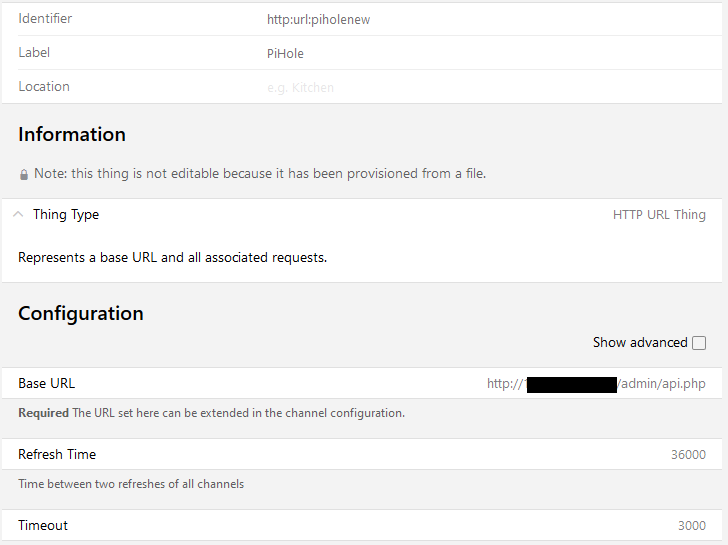 Identifier http:url:piholenew
Label PiHole
Location e.g. Kitchen
Information
Note: this thing is not editable because it has been provisioned from a file.
Thing Type HTTP URL Thing
Represents a base URL and all associated requests.
Configuration
Show advanced
Base URL http:// /admin/api.php
Required The URL set here can be extended in the channel configuration.
Refresh Time 36000
Time between two refreshes of all channels
Timeout 3000